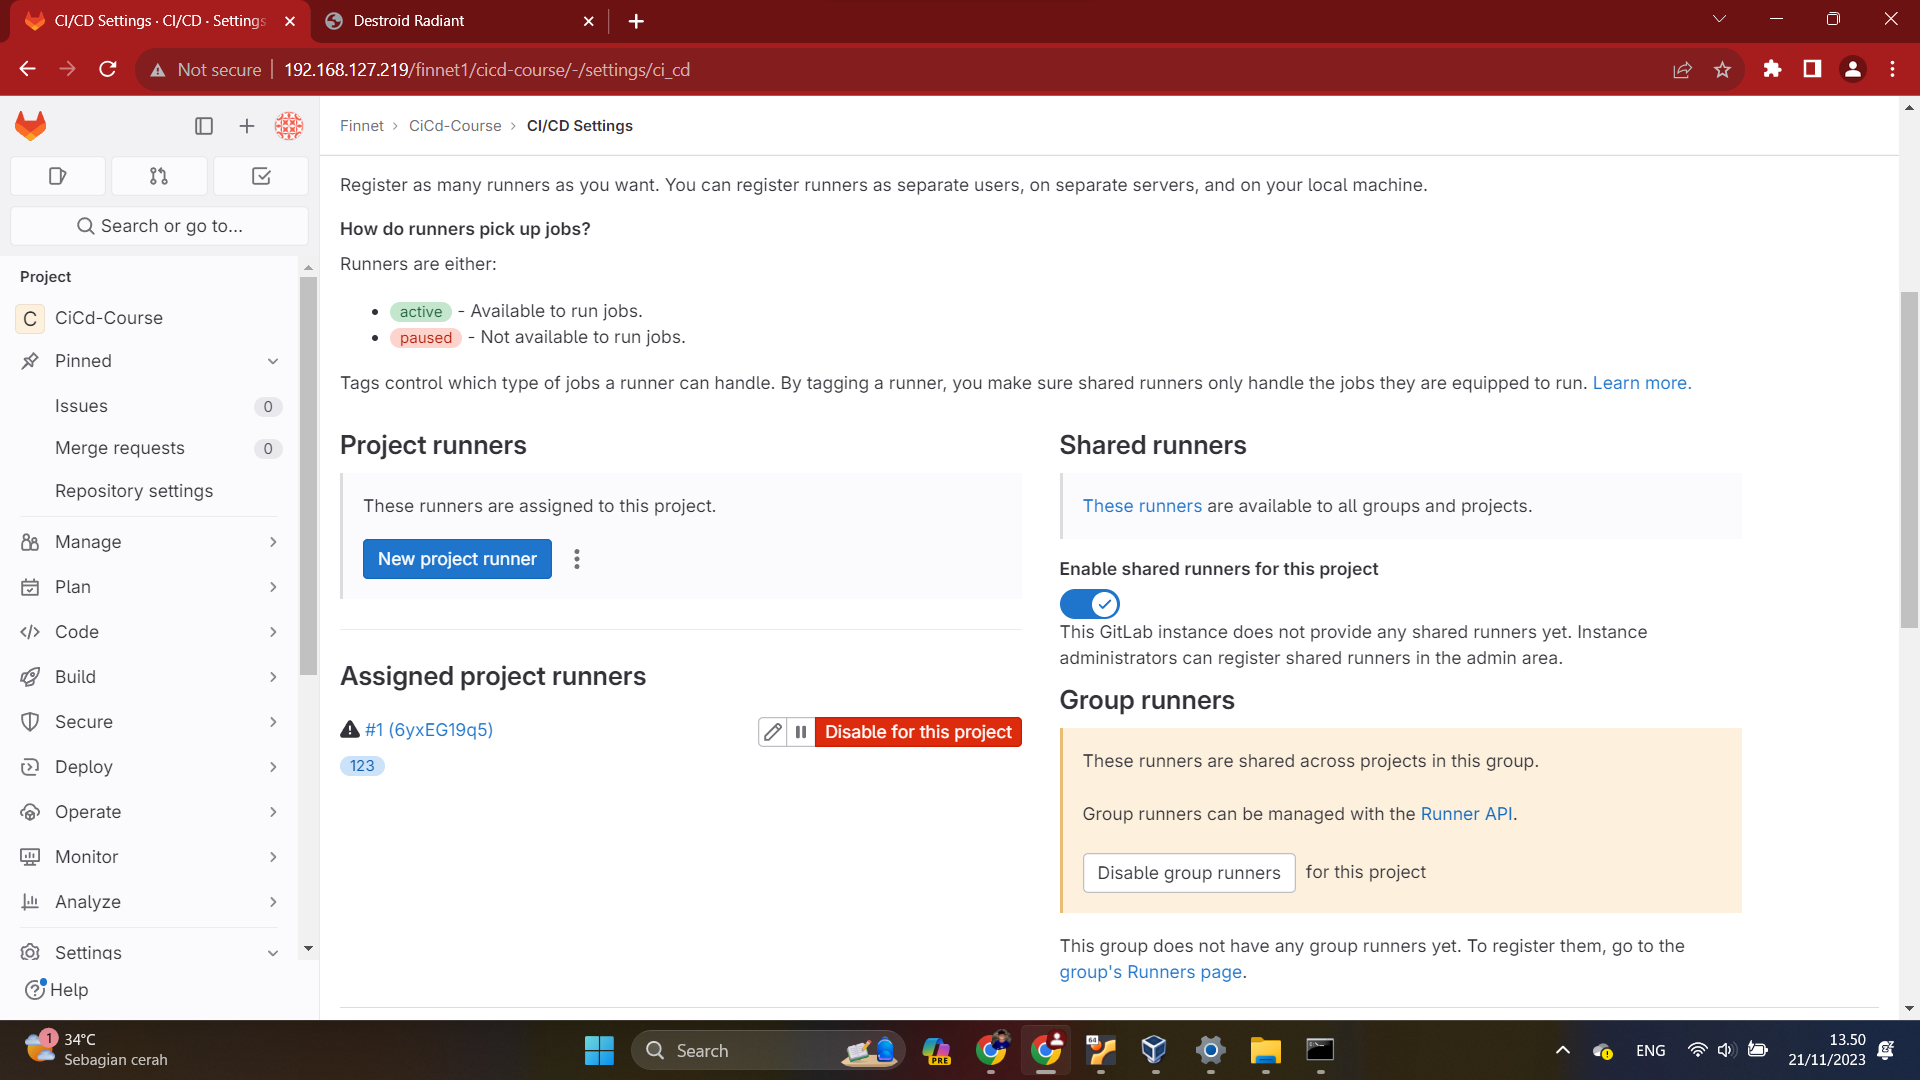 CI/CD Settings · CI/CD · Settings
Destroid Radiant
Not secure
192.168.127.219/finnet1/cicd-course/-/settings/ci_cd
Finnet › CiCd-Course › CI/CD Settings
Search or go to...
Project
C CiCd-Course
Pinned
Issues 0
Merge requests 0
Repository settings
Manage
Plan
Code
Build
Secure
Deploy
Operate
Monitor
Analyze
Settings
Help
Register as many runners as you want. You can register runners as separate users, on separate servers, and on your local machine.
How do runners pick up jobs?
Runners are either:
• active - Available to run jobs.
• paused - Not available to run jobs.
Tags control which type of jobs a runner can handle. By tagging a runner, you make sure shared runners only handle the jobs they are equipped to run. Learn more.
Project runners
These runners are assigned to this project.
New project runner
Assigned project runners
#1 (6yxEG19q5)
Disable for this project
123
Shared runners
These runners are available to all groups and projects.
Enable shared runners for this project
This GitLab instance does not provide any shared runners yet. Instance
administrators can register shared runners in the admin area.
Group runners
These runners are shared across projects in this group.
Group runners can be managed with the Runner API.
Disable group runners for this project
This group does not have any group runners yet. To register them, go to the
group's Runners page.
1
34°C
Sebagian cerah
Search
PRE
64
ENG
13.50
21/11/2023